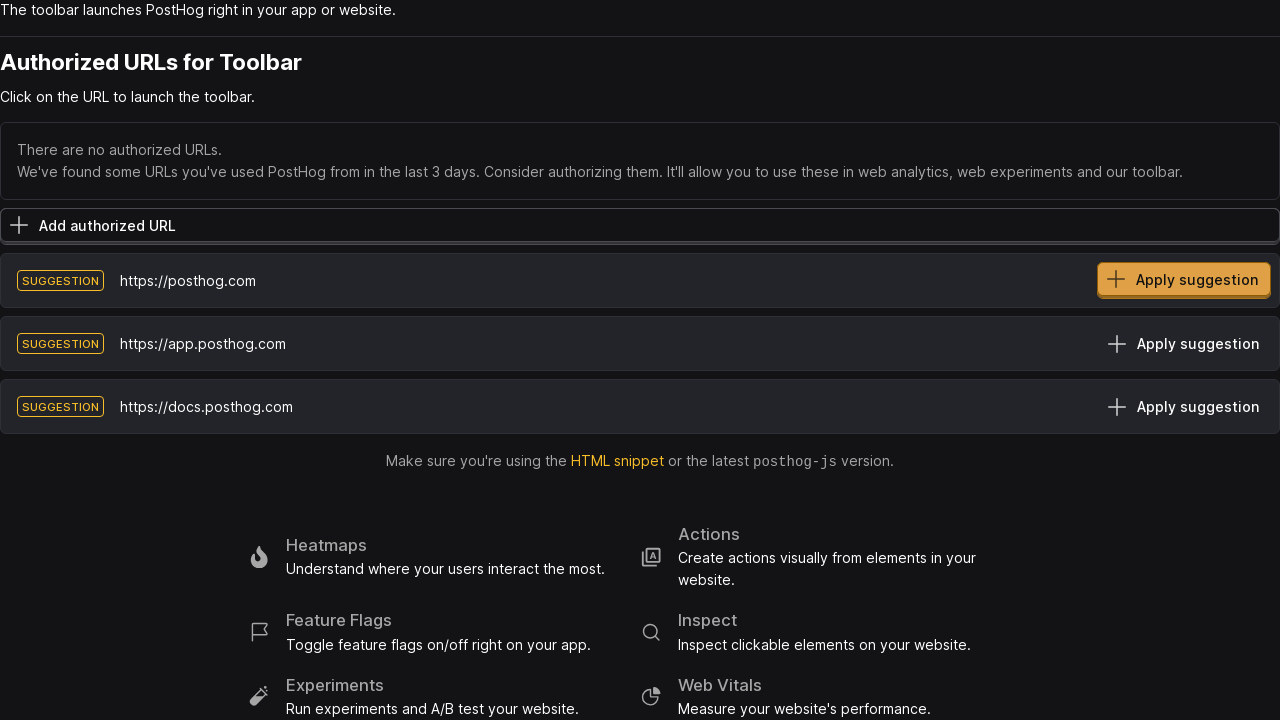 The toolbar launches PostHog right in your app or website.
Authorized URLs for Toolbar
Click on the URL to launch the toolbar.
There are no authorized URLs.
We've found some URLs you've used PostHog from in the last 3 days. Consider authorizing them. It'll allow you to use these in web analytics, web experiments and our toolbar.
Add authorized URL
SUGGESTION https://posthog.com Apply suggestion
SUGGESTION https://app.posthog.com Apply suggestion
SUGGESTION https://docs.posthog.com Apply suggestion
Make sure you're using the HTML snippet or the latest posthog-js version.
Heatmaps
Understand where your users interact the most.
Actions
Create actions visually from elements in your
website.
Feature Flags
Toggle feature flags on/off right on your app.
Inspect
Inspect clickable elements on your website.
Experiments
Run experiments and A/B test your website.
Web Vitals
Measure your website's performance.